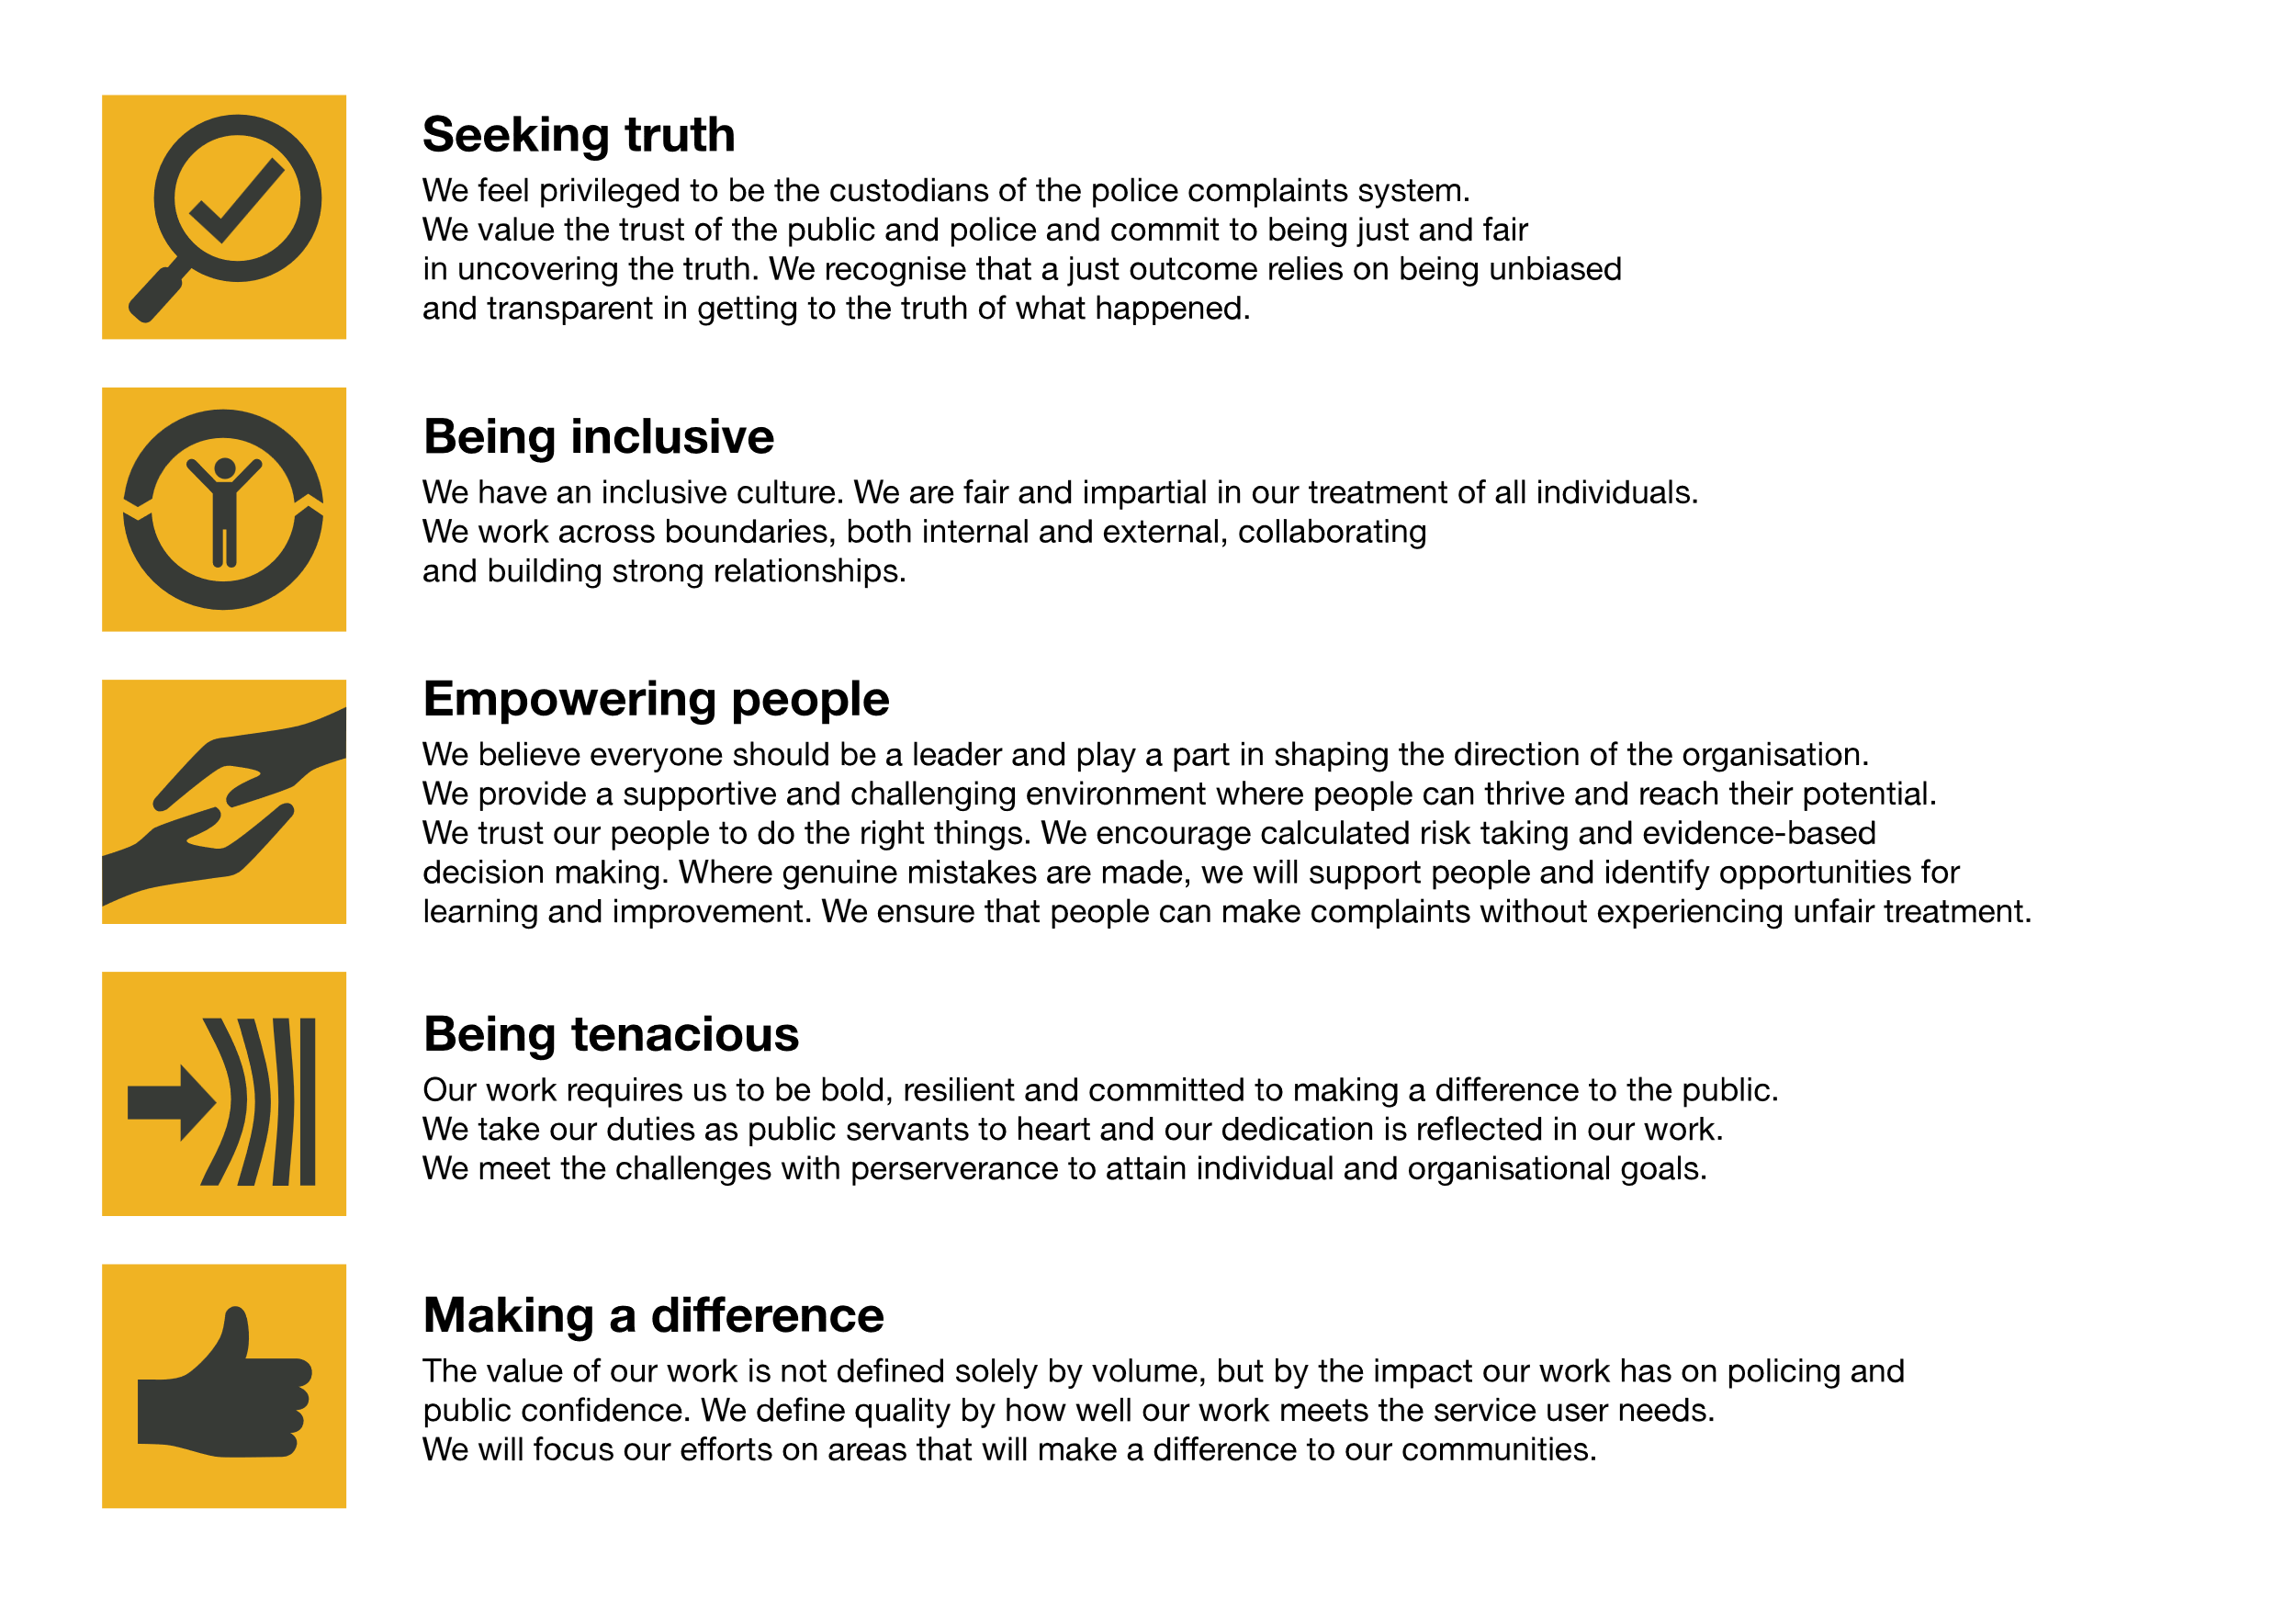 Seeking truth
We feel privileged to be the custodians of the police complaints system.
We value the trust of the public and police and commit to being just and fair
in uncovering the truth. We recognise that a just outcome relies on being unbiased
and transparent in getting to the truth of what happened.
Being inclusive
We have an inclusive culture. We are fair and impartial in our treatment of all individuals.
We work across boundaries, both internal and external, collaborating
and building strong relationships.
Empowering people
We believe everyone should be a leader and play a part in shaping the direction of the organisation.
We provide a supportive and challenging environment where people can thrive and reach their potential.
We trust our people to do the right things. We encourage calculated risk taking and evidence-based
decision making. Where genuine mistakes are made, we will support people and identify opportunities for
learning and improvement. We ensure that people can make complaints without experiencing unfair treatment.
Being tenacious
Our work requires us to be bold, resilient and committed to making a difference to the public.
We take our duties as public servants to heart and our dedication is reflected in our work.
We meet the challenges with perserverance to attain individual and organisational goals.
Making a difference
The value of our work is not defined solely by volume, but by the impact our work has on policing and
public confidence. We define quality by how well our work meets the service user needs.
We will focus our efforts on areas that will make a difference to our communities.